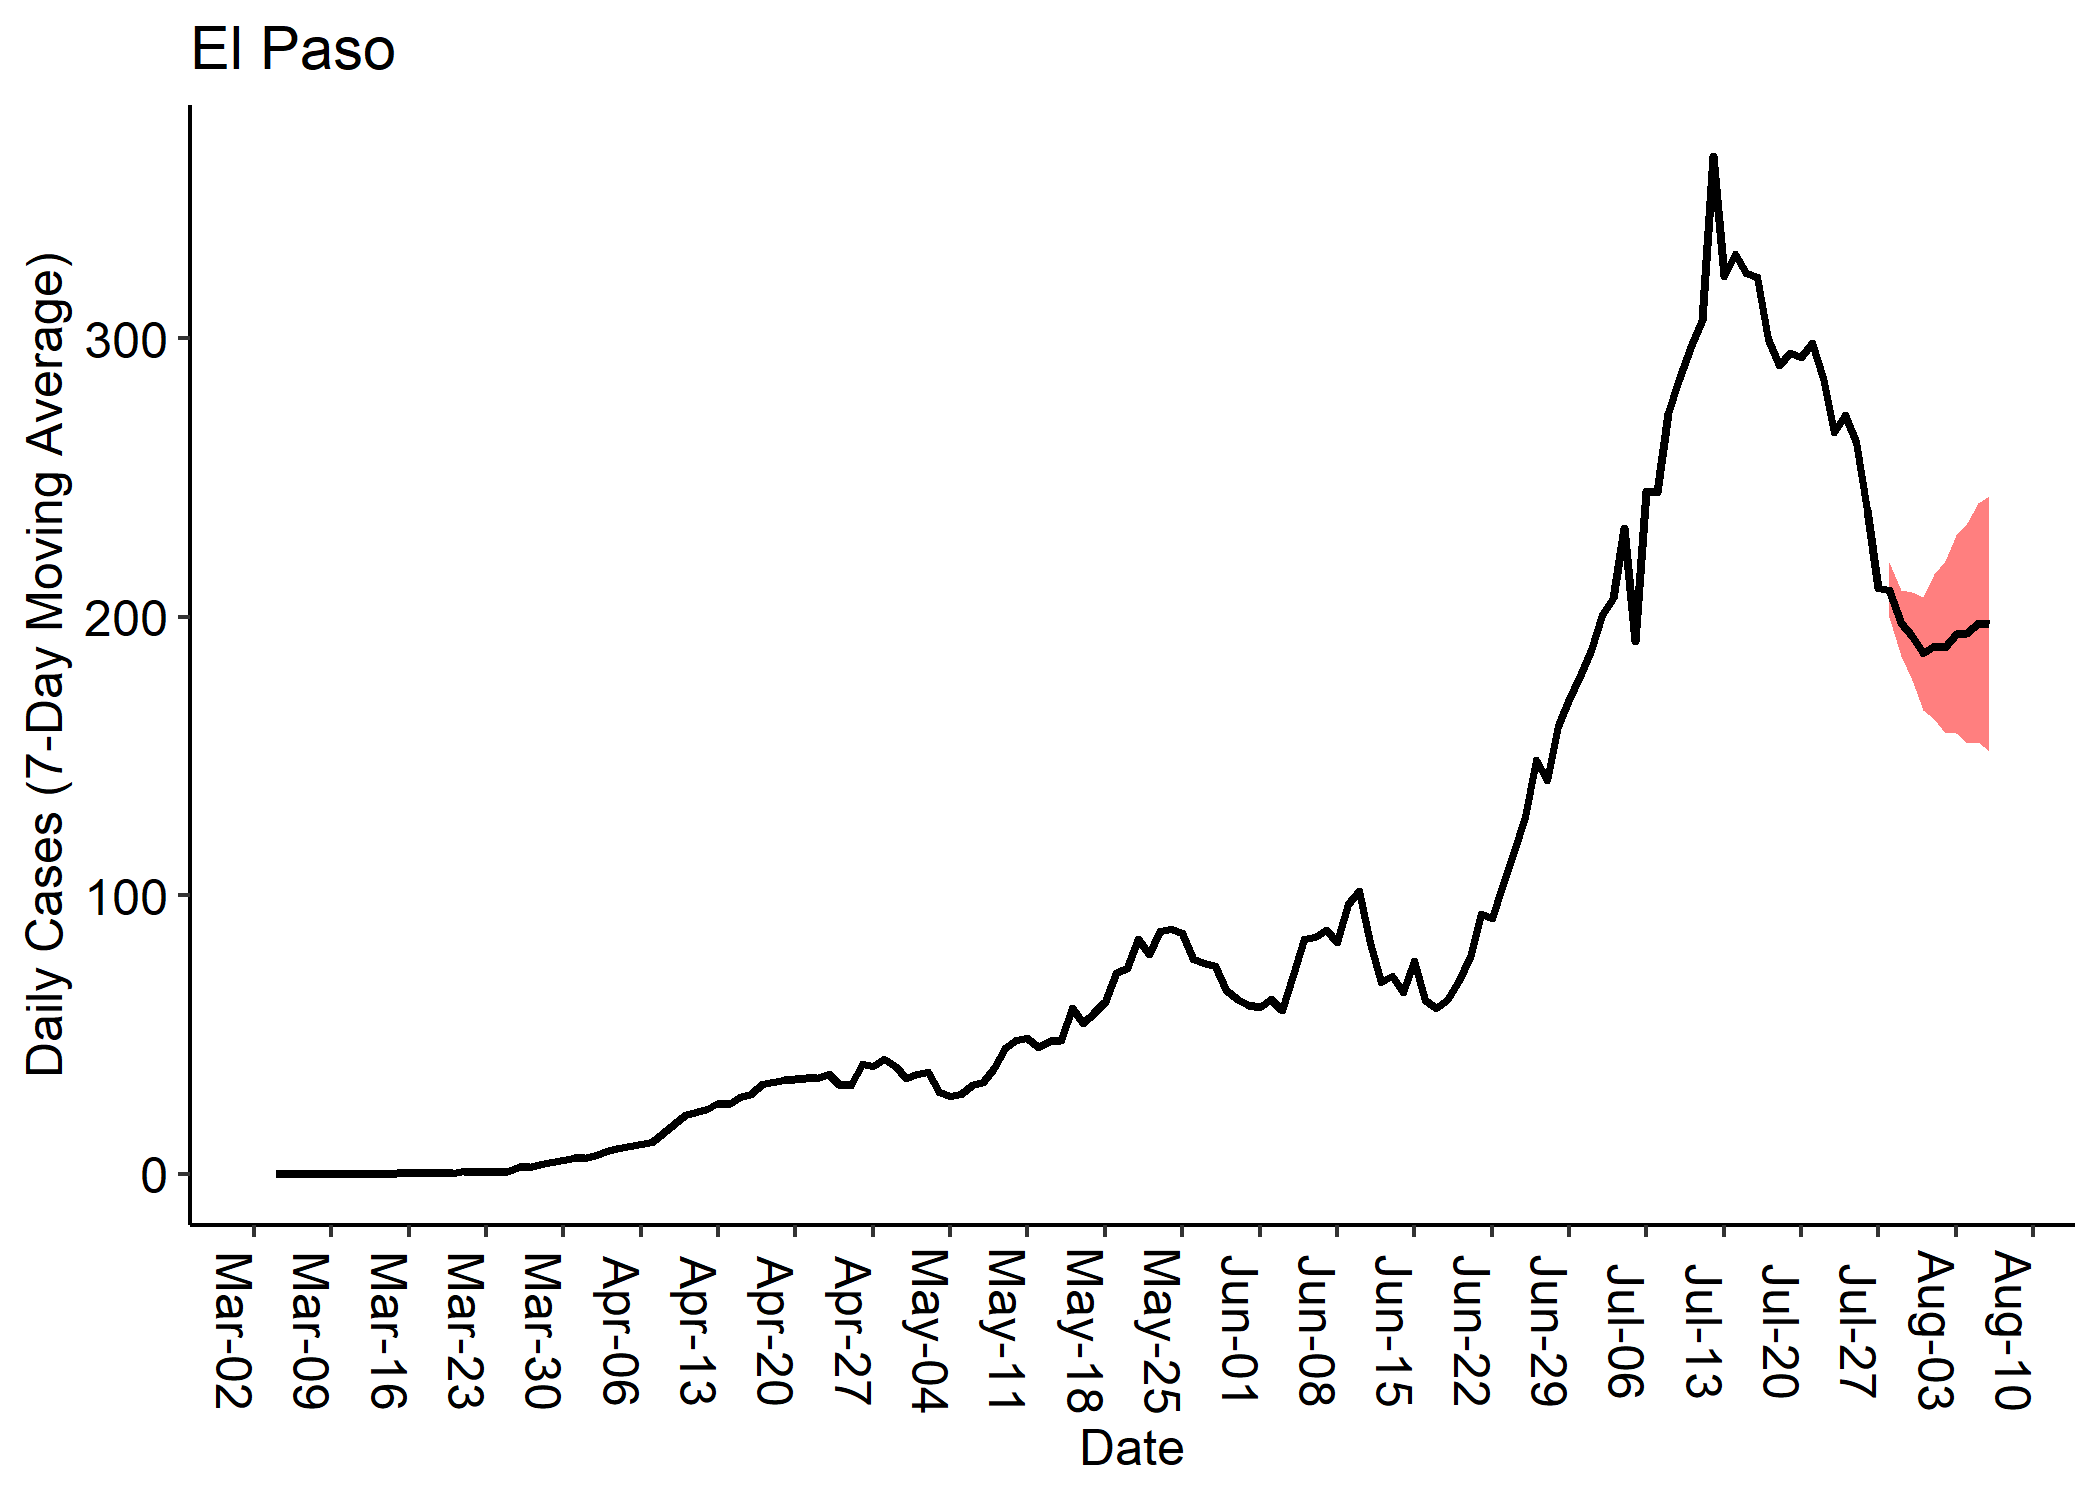 El Paso
Daily Cases (7-Day Moving Average)
300
200
100
0
Mar-02
Mar-09
Mar-16
Mar-23
Mar-30
Apr-06
Apr-13
Apr-20
Apr-27
May-04
May-11
May-18
May-25
Jun-01
Jun-08
Jun-15
Jun-22
Jun-29
Jul-06
Jul-13
Jul-20
Jul-27
Aug-03
Aug-10
Date